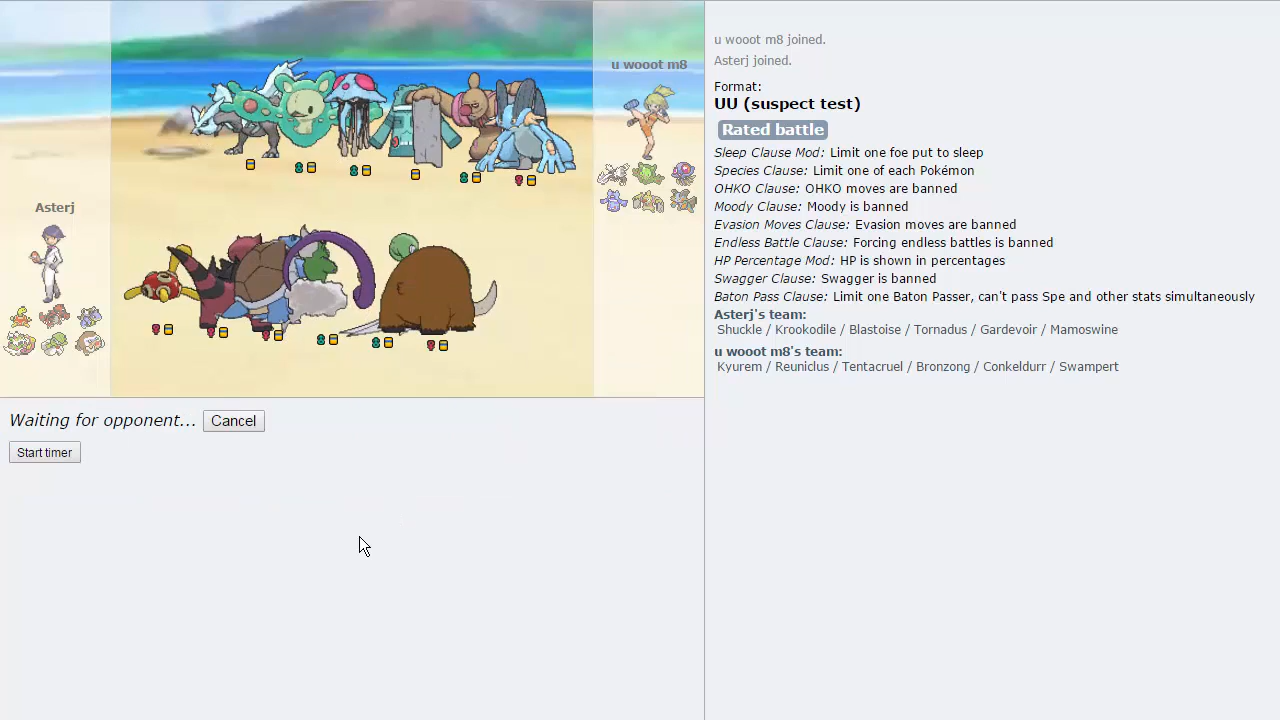 u wooot m8
Asterj
Waiting for opponent... Cancel
Start timer
u wooot m8 joined.
Asterj joined.
Format:
UU (suspect test)
Rated battle
Sleep Clause Mod: Limit one foe put to sleep
Species Clause: Limit one of each Pokémon
OHKO Clause: OHKO moves are banned
Moody Clause: Moody is banned
Evasion Moves Clause: Evasion moves are banned
Endless Battle Clause: Forcing endless battles is banned
HP Percentage Mod: HP is shown in percentages
Swagger Clause: Swagger is banned
Baton Pass Clause: Limit one Baton Passer, can't pass Spe and other stats simultaneously
Asterj's team:
Shuckle / Krookodile / Blastoise / Tornadus / Gardevoir / Mamoswine
u wooot m8's team:
Kyurem / Reuniclus / Tentacruel / Bronzong / Conkeldurr / Swampert